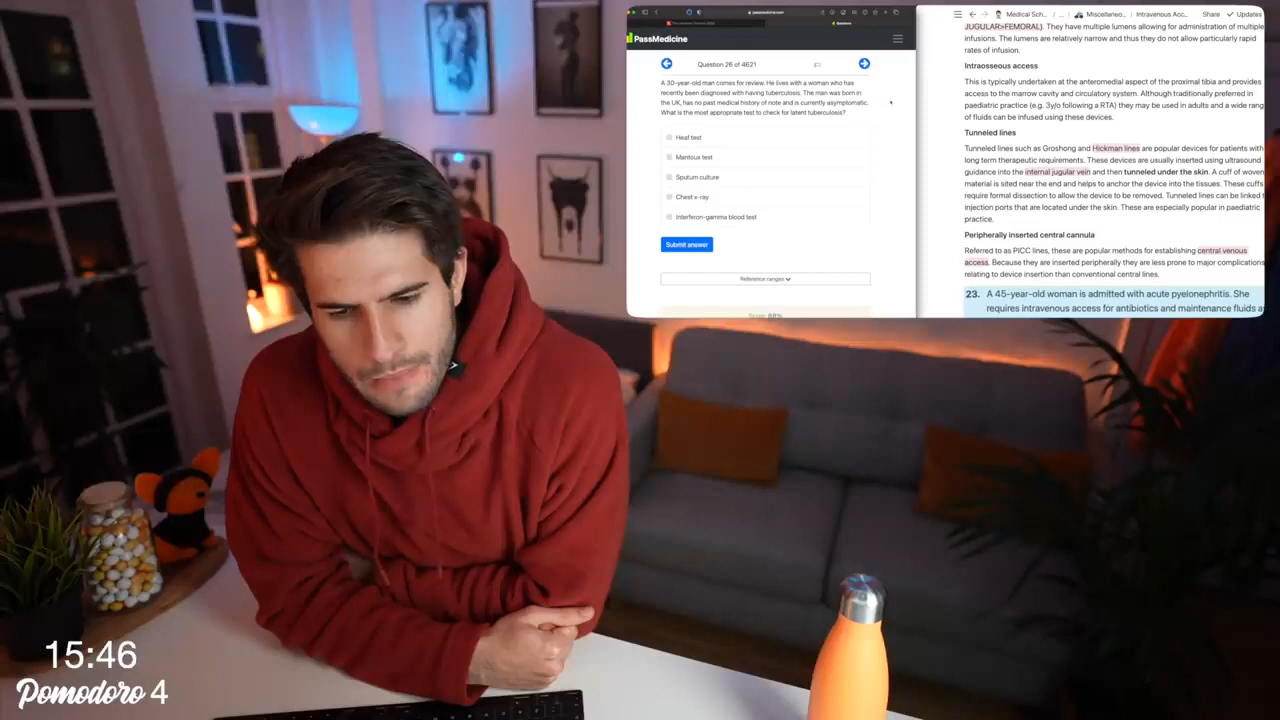 passmedicine.com
Questions
PassMedicine
Question 26 of 4621
A 30-year-old man comes for review. He lives with a woman who has
recently been diagnosed with having tuberculosis. The man was born in
the UK, has no past medical history of note and is currently asymptomatic.
What is the most appropriate test to check for latent tuberculosis?
Heaf test
Mantoux test
Sputum culture
Chest x-ray
Interferon-gamma blood test
Submit answer
Reference ranges
Score: 88%
Medical Sch... / ... / Miscellaneo... / Intravenous Acc... Share Updates
JUGULAR>FEMORAL). They have multiple lumens allowing for administration of multiple
infusions. The lumens are relatively narrow and thus they do not allow particularly rapid
rates of infusion.
Intraosseous access
This is typically undertaken at the anteromedial aspect of the proximal tibia and provides
access to the marrow cavity and circulatory system. Although traditionally preferred in
paediatric practice (e.g. 3y/o following a RTA) they may be used in adults and a wide rang
of fluids can be infused using these devices.
Tunneled lines
Tunneled lines such as Groshong and Hickman lines are popular devices for patients with
long term therapeutic requirements. These devices are usually inserted using ultrasound
guidance into the internal jugular vein and then tunneled under the skin. A cuff of woven
material is sited near the end and helps to anchor the device into the tissues. These cuffs
require formal dissection to allow the device to be removed. Tunneled lines can be linked t
injection ports that are located under the skin. These are especially popular in paediatric
practice.
Peripherally inserted central cannula
Referred to as PICC lines, these are popular methods for establishing central venous
access. Because they are inserted peripherally they are less prone to major complications
relating to device insertion than conventional central lines.
23. A 45-year-old woman is admitted with acute pyelonephritis. She
requires intravenous access for antibiotics and maintenance fluids a
15:46
Pomodoro 4